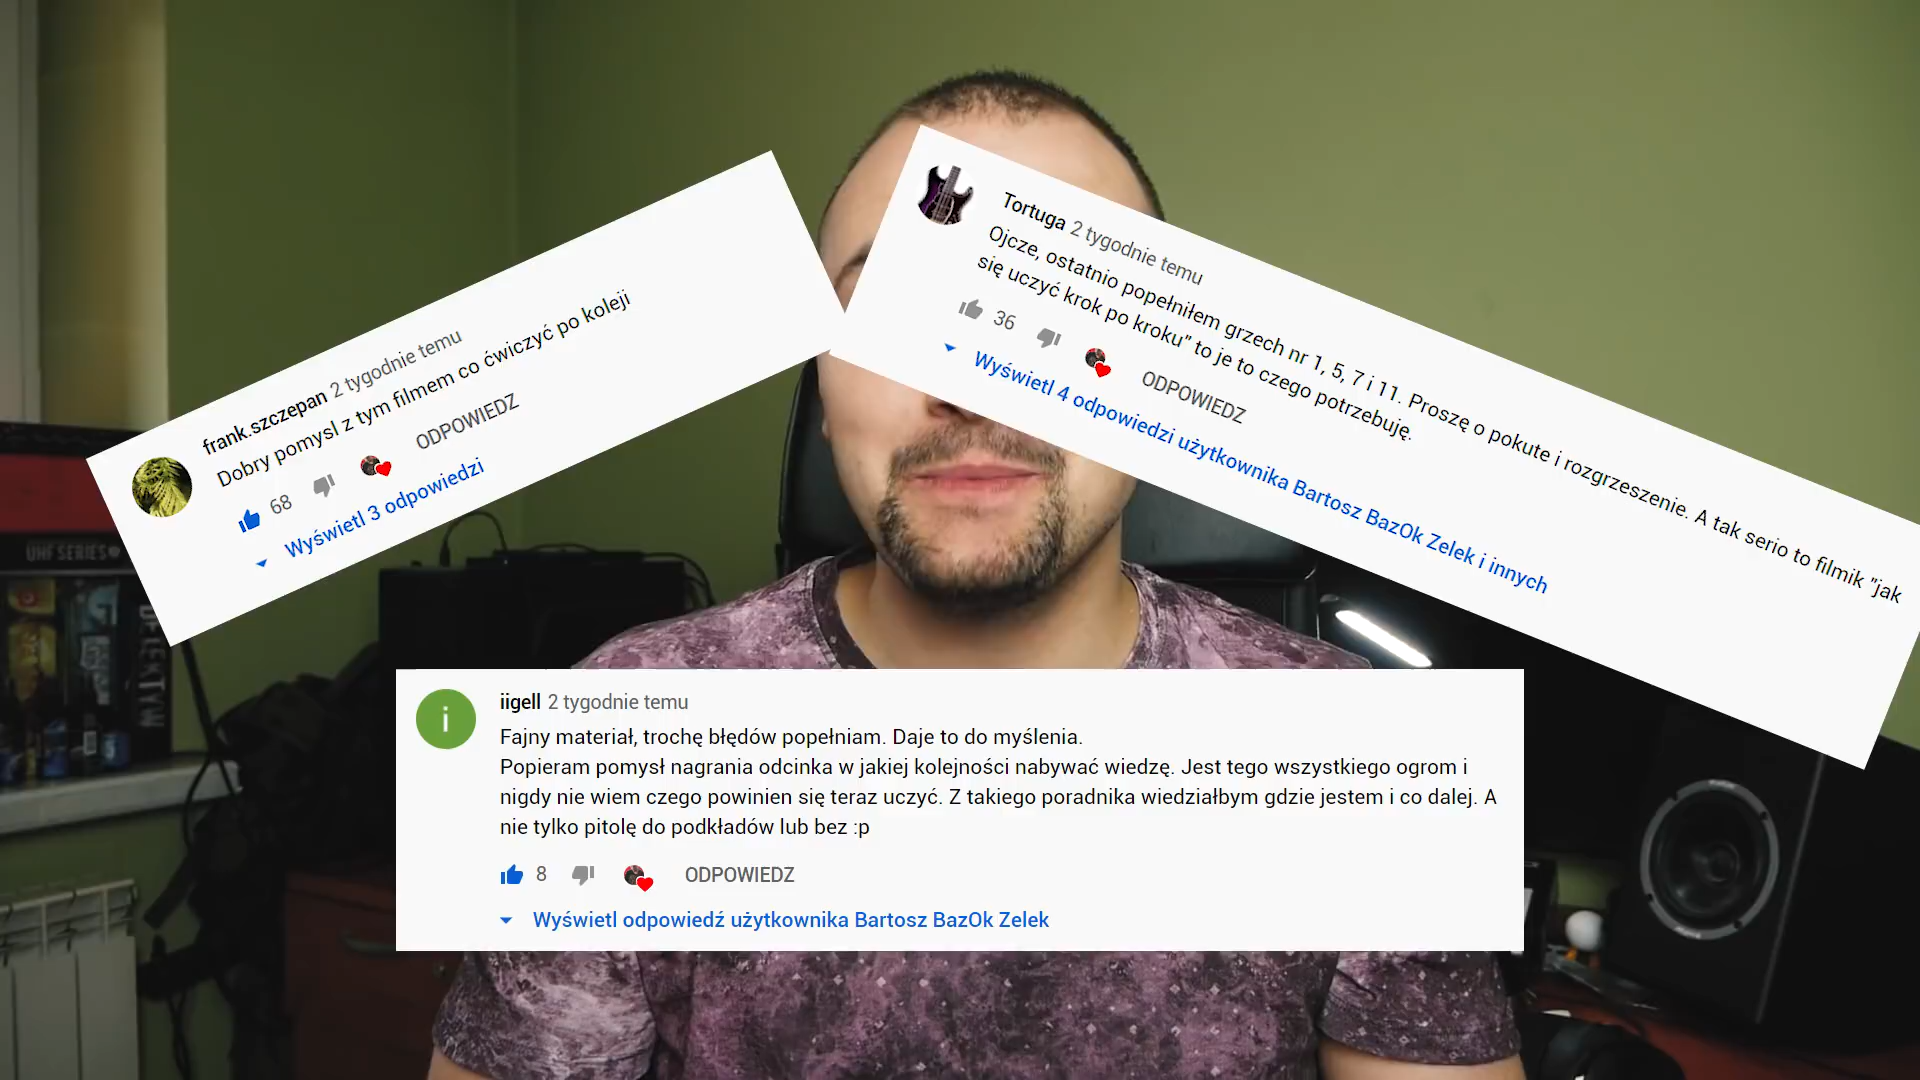 frank.szczepan 2 tygodnie temu
Dobry pomysl z tym filmem co ćwiczyć po koleji
68
ODPOWIEDZ
Wyświetl 3 odpowiedzi
Tortuga 2 tygodnie temu
Ojcze, ostatnio popełniłem grzech nr 1, 5, 7 i 11. Proszę o pokute i rozgrzeszenie. A tak serio to filmik "jak
się uczyć krok po kroku" to je to czego potrzebuję.
36
ODPOWIEDZ
Wyświetl 4 odpowiedzi użytkownika Bartosz BazOk Zelek i innych
UHF SERIES
DETEKTYW
i
iigell 2 tygodnie temu
Fajny materiał, trochę błędów popełniam. Daje to do myślenia.
Popieram pomysł nagrania odcinka w jakiej kolejności nabywać wiedzę. Jest tego wszystkiego ogrom i
nigdy nie wiem czego powinien się teraz uczyć. Z takiego poradnika wiedziałbym gdzie jestem i co dalej. A
nie tylko pitolę do podkładów lub bez :p
8
ODPOWIEDZ
Wyświetl odpowiedź użytkownika Bartosz BazOk Zelek